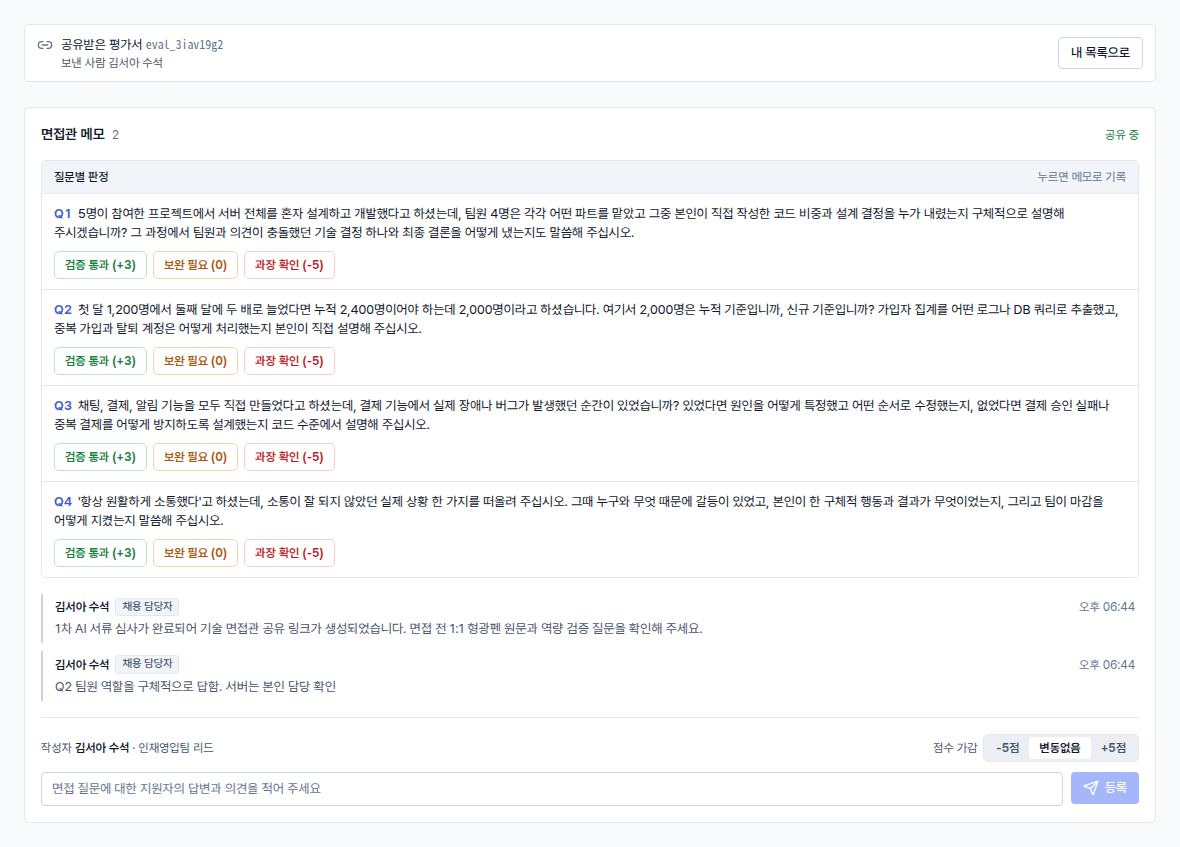 공유받은 평가서 eval_3iav19g2
보낸 사람 김서아 수석
내 목록으로
면접관 메모 2
공유 중
질문별 판정
누르면 메모로 기록
Q1 5명이 참여한 프로젝트에서 서버 전체를 혼자 설계하고 개발했다고 하셨는데, 팀원 4명은 각각 어떤 파트를 맡았고 그중 본인이 직접 작성한 코드 비중과 설계 결정을 누가 내렸는지 구체적으로 설명해
주시겠습니까? 그 과정에서 팀원과 의견이 충돌했던 기술 결정 하나와 최종 결론을 어떻게 냈는지도 말씀해 주십시오.
검증 통과 (+3) 보완 필요 (0) 과장 확인 (-5)
Q2 첫 달 1,200명에서 둘째 달에 두 배로 늘었다면 누적 2,400명이어야 하는데 2,000명이라고 하셨습니다. 여기서 2,000명은 누적 기준입니까, 신규 기준입니까? 가입자 집계를 어떤 로그나 DB 쿼리로 추출했고,
중복 가입과 탈퇴 계정은 어떻게 처리했는지 본인이 직접 설명해 주십시오.
검증 통과 (+3) 보완 필요 (0) 과장 확인 (-5)
Q3 채팅, 결제, 알림 기능을 모두 직접 만들었다고 하셨는데, 결제 기능에서 실제 장애나 버그가 발생했던 순간이 있었습니까? 있었다면 원인을 어떻게 특정했고 어떤 순서로 수정했는지, 없었다면 결제 승인 실패나
중복 결제를 어떻게 방지하도록 설계했는지 코드 수준에서 설명해 주십시오.
검증 통과 (+3) 보완 필요 (0) 과장 확인 (-5)
Q4 '항상 원활하게 소통했다'고 하셨는데, 소통이 잘 되지 않았던 실제 상황 한 가지를 떠올려 주십시오. 그때 누구와 무엇 때문에 갈등이 있었고, 본인이 한 구체적 행동과 결과가 무엇이었는지, 그리고 팀이 마감을
어떻게 지켰는지 말씀해 주십시오.
검증 통과 (+3) 보완 필요 (0) 과장 확인 (-5)
김서아 수석 채용 담당자 오후 06:44
1차 AI 서류 심사가 완료되어 기술 면접관 공유 링크가 생성되었습니다. 면접 전 1:1 형광펜 원문과 역량 검증 질문을 확인해 주세요.
김서아 수석 채용 담당자 오후 06:44
Q2 팀원 역할을 구체적으로 답함. 서버는 본인 담당 확인
작성자 김서아 수석 · 인재영입팀 리드
점수 가감 -5점 변동없음 +5점
면접 질문에 대한 지원자의 답변과 의견을 적어 주세요
등록